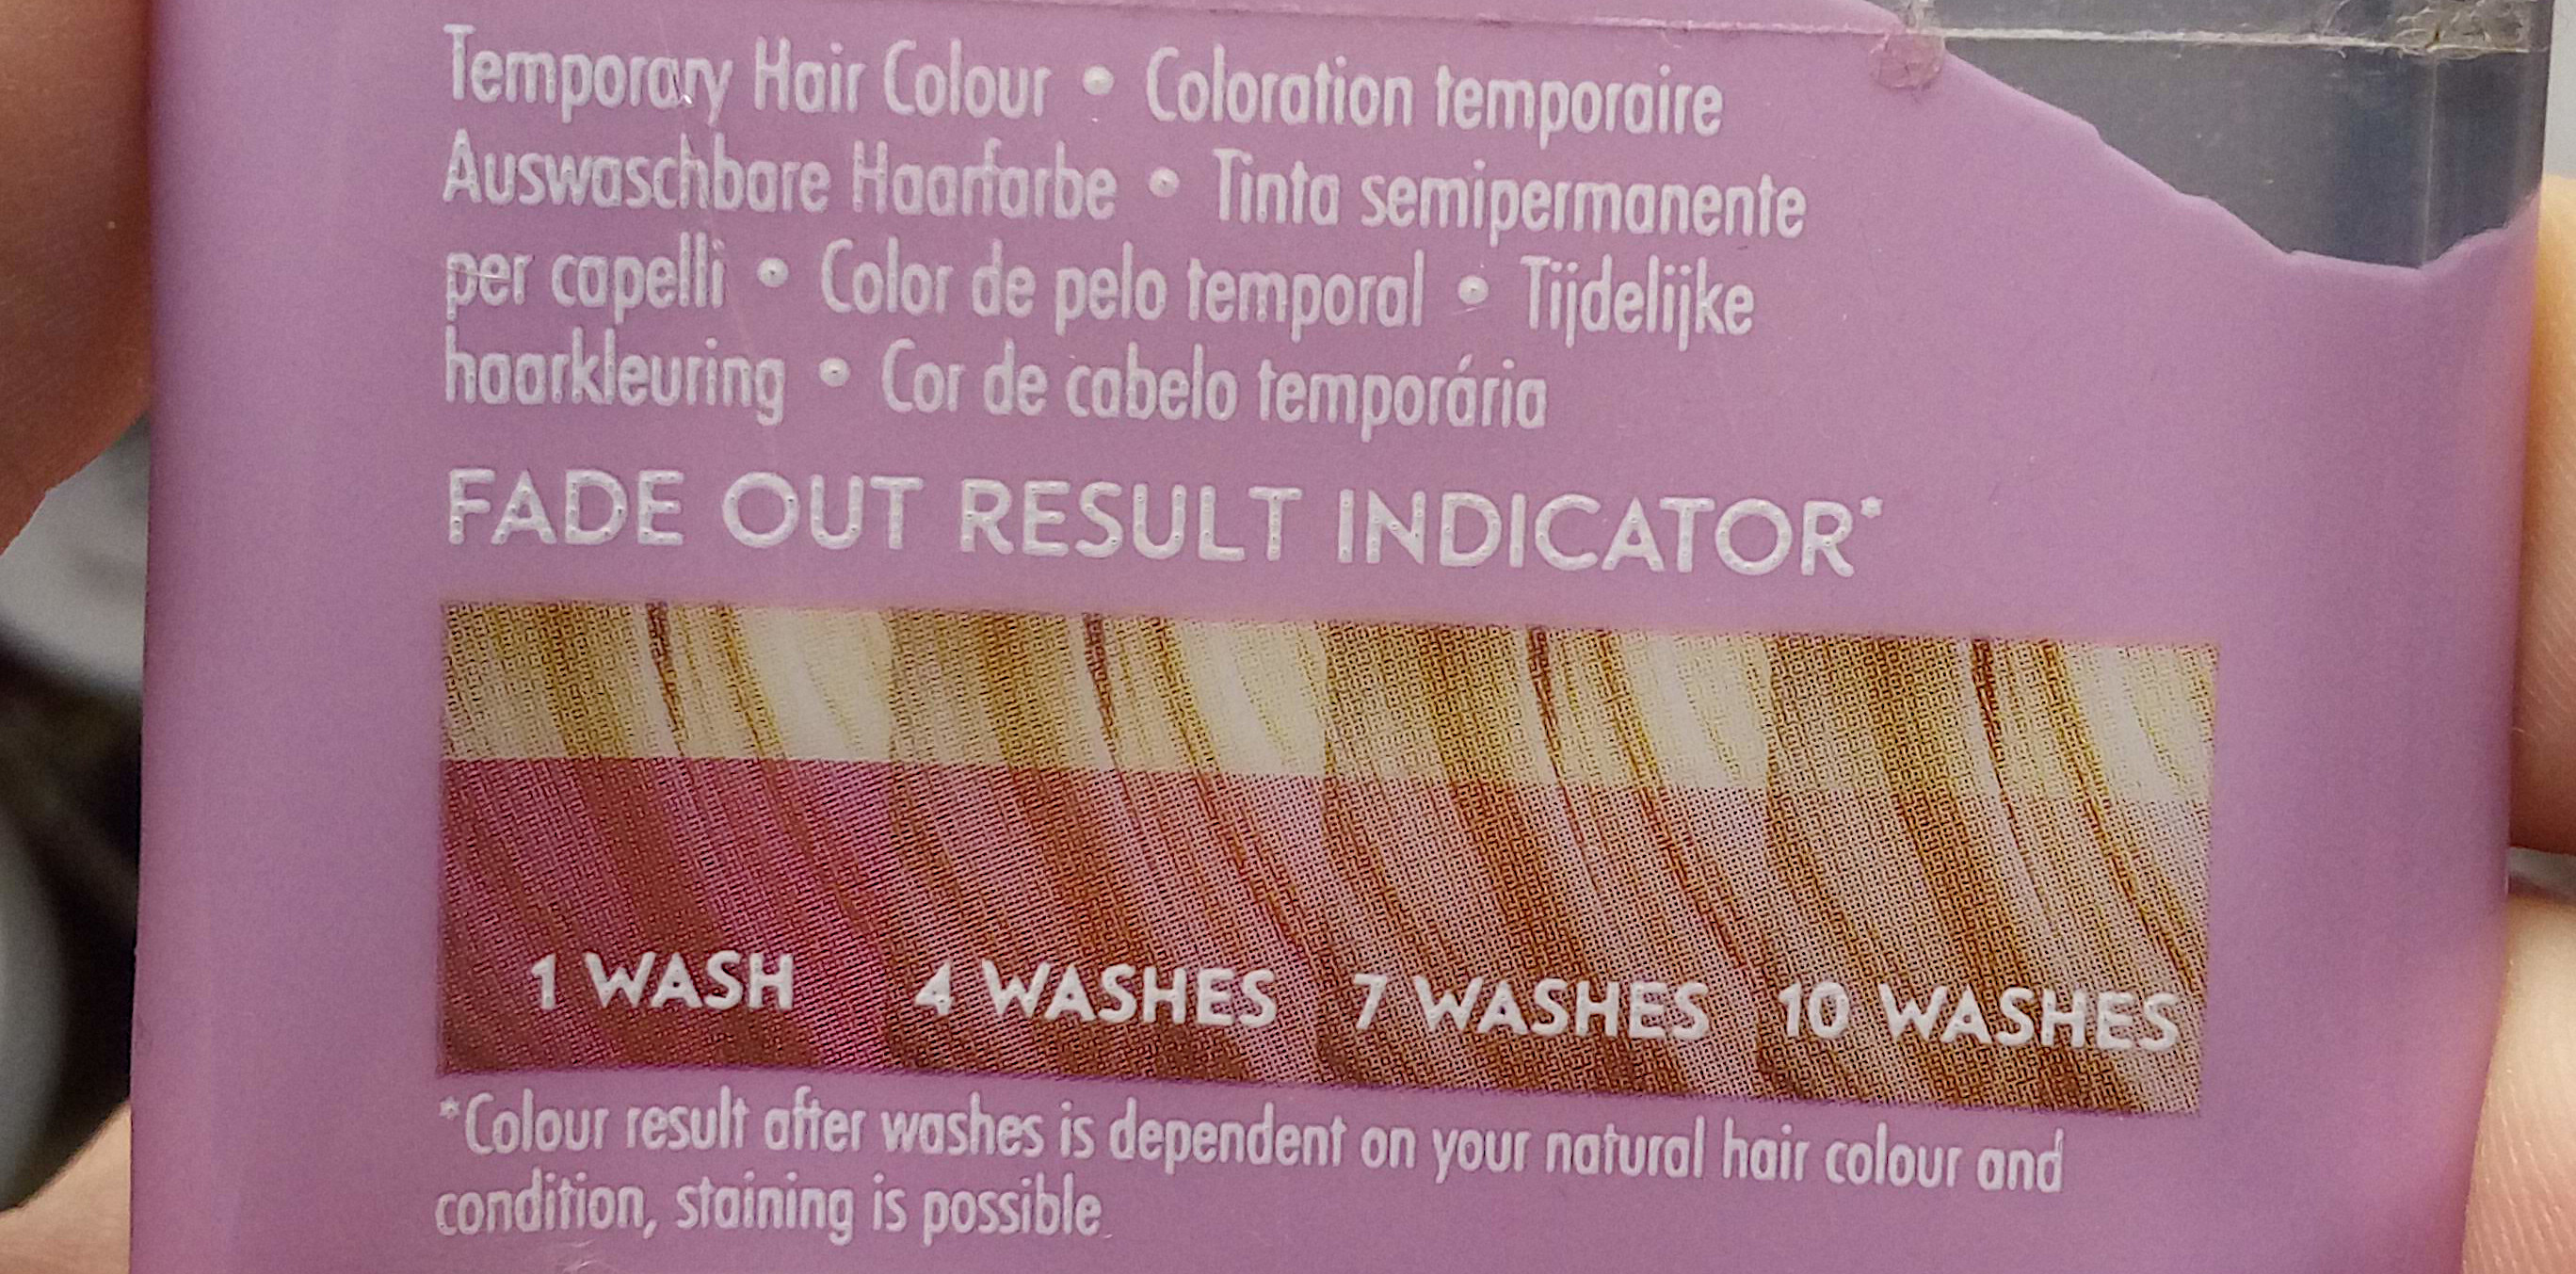 Temporary Hair Colour • Coloration temporaire
Auswaschbare Haarfarbe • Tinta semipermanente
per capelli • Color de pelo temporal • Tijdelijke
haarkleuring • Cor de cabelo temporária
FADE OUT RESULT INDICATOR*
1 WASH 4 WASHES 7 WASHES 10 WASHES
*Colour result after washes is dependent on your natural hair colour and
condition, staining is possible